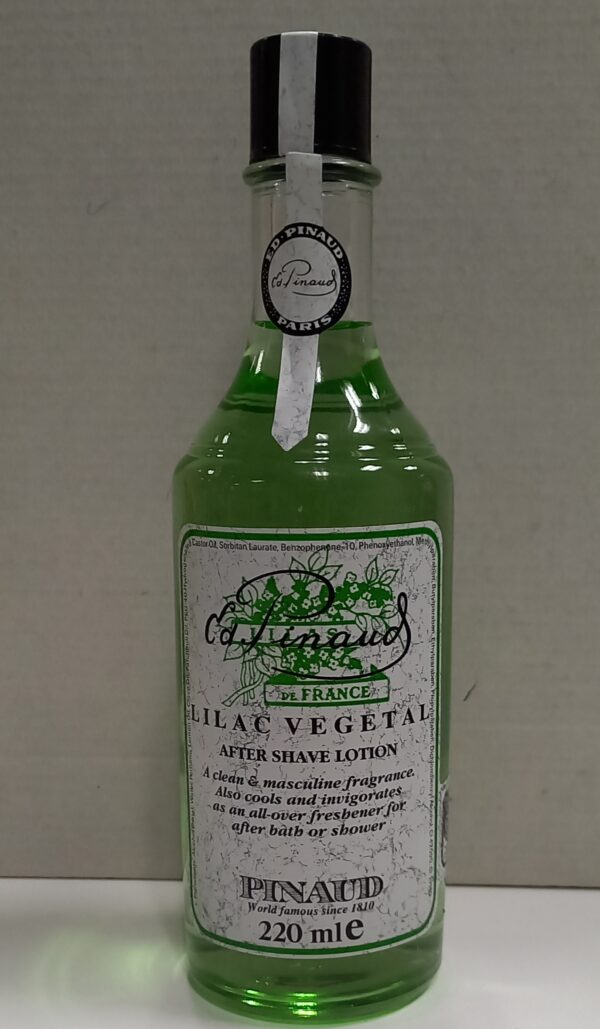 ED. PINAUD
Ed. Pinaud
PARIS
Castor Oil, Sorbitan Laurate, Benzophenone-10, Phenoxyethanol,
Ed. Pinaud
DE FRANCE
LILAC VEGETAL
AFTER SHAVE LOTION
A clean & masculine fragrance.
Also cools and invigorates
as an all-over freshener for
after bath or shower
PINAUD
World famous since 1810
220 ml e